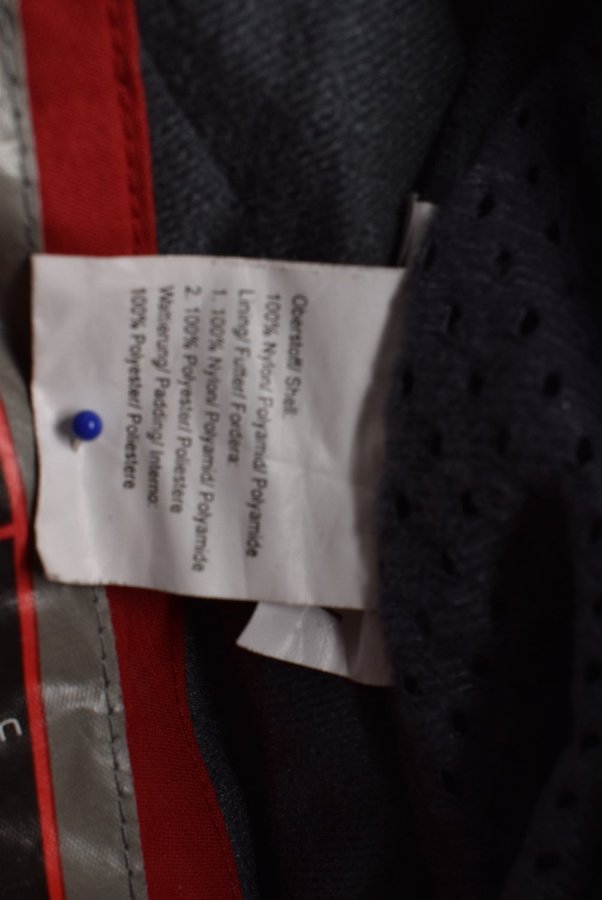 Oberstoff/ Shell:
100% Nylon/ Polyamid/ Polyamide
Lining/ Futter/ Fordera:
1. 100% Nylon/ Polyamid/ Polyamide
2. 100% Polyester/ Poliestere
Wattierung/ Padding/ Interno:
100% Polyester/ Poliestere
n